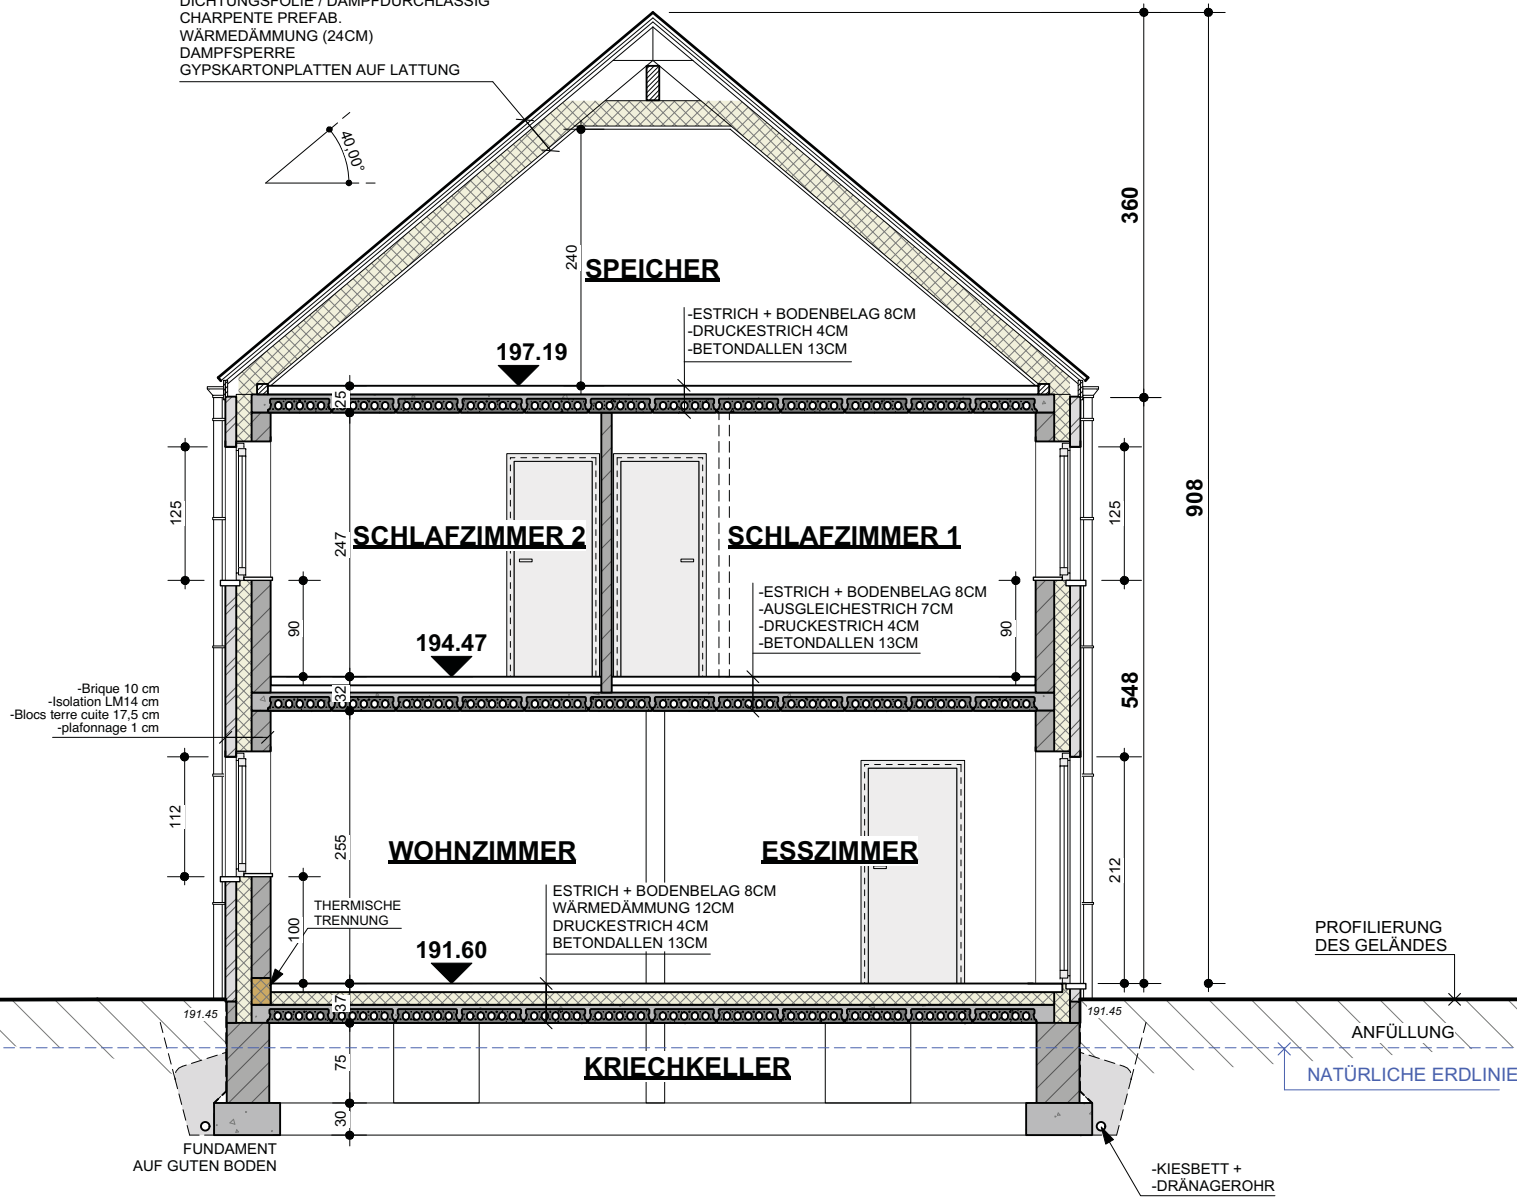 DICHTUNGSFOLIE / DAMPFDURCHLÄSSIG
CHARPENTE PREFAB.
WÄRMEDÄMMUNG (24CM)
DAMPFSPERRE
GYPSKARTONPLATTEN AUF LATTUNG
40,00°
360
908
548
240
SPEICHER
-ESTRICH + BODENBELAG 8CM
-DRUCKESTRICH 4CM
-BETONDALLEN 13CM
197.19
25
125
247
SCHLAFZIMMER 2
SCHLAFZIMMER 1
125
-ESTRICH + BODENBELAG 8CM
-AUSGLEICHESTRICH 7CM
-DRUCKESTRICH 4CM
-BETONDALLEN 13CM
90
90
194.47
32
-Brique 10 cm
-Isolation LM14 cm
-Blocs terre cuite 17,5 cm
-plafonnage 1 cm
112
255
WOHNZIMMER
ESSZIMMER
212
ESTRICH + BODENBELAG 8CM
WÄRMEDÄMMUNG 12CM
DRUCKESTRICH 4CM
BETONDALLEN 13CM
THERMISCHE
TRENNUNG
100
191.60
37
PROFILIERUNG
DES GELÄNDES
191.45
191.45
ANFÜLLUNG
75
KRIECHKELLER
NATÜRLICHE ERDLINIE
30
FUNDAMENT
AUF GUTEN BODEN
-KIESBETT +
-DRÄNAGEROHR